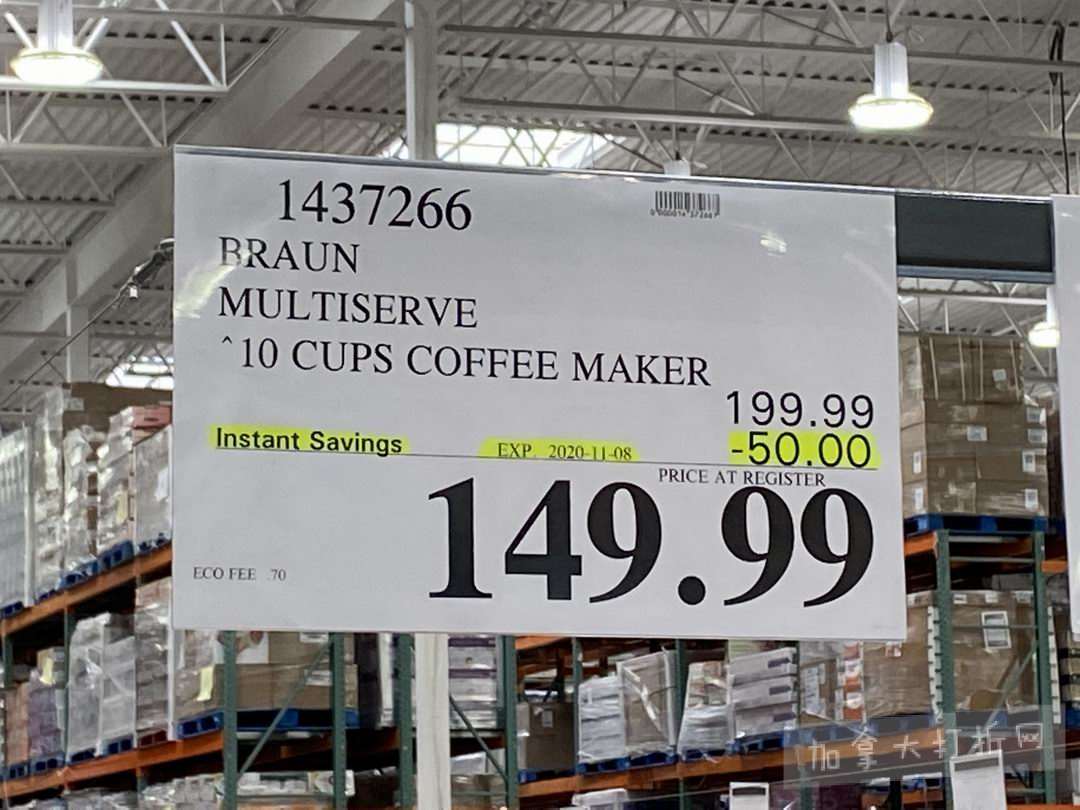 1437266
BRAUN
MULTISERVE
^10 CUPS COFFEE MAKER
199.99
Instant Savings EXP. 2020-11-08 -50.00
PRICE AT REGISTER
149.99
ECO FEE .70
加拿大打折网